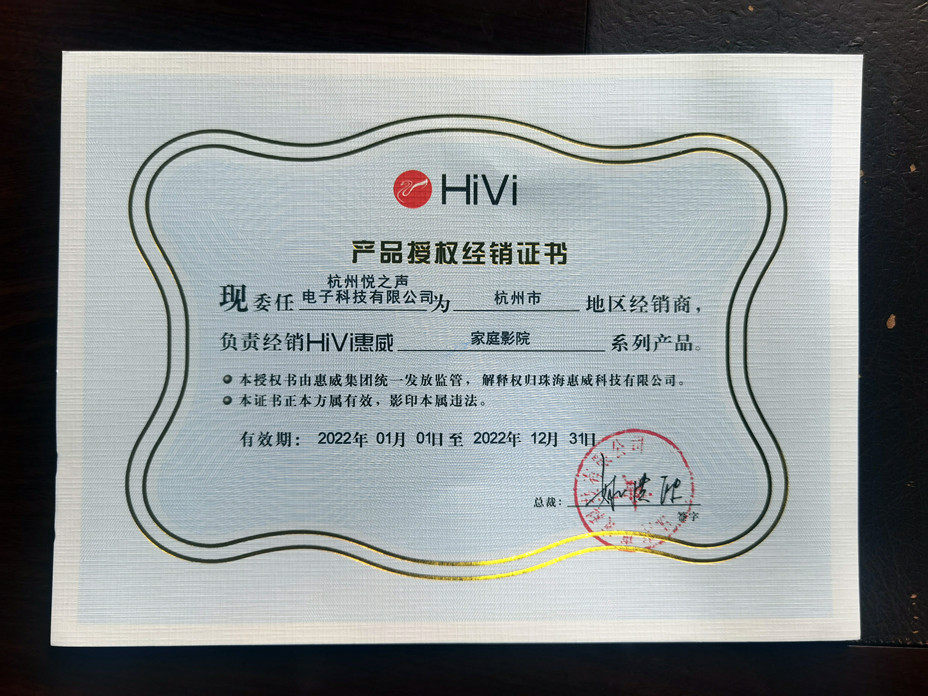 HiVi
产品授权经销证书
杭州悦之声
现委任 电子科技有限公司 为 杭州市 地区经销商，
负责经销HiVi惠威 家庭影院 系列产品。
本授权书由惠威集团统一发放监管，解释权归珠海惠威科技有限公司。
本证书正本方属有效，影印本属违法。
有效期： 2022年 01月 01日 至 2022年 12月 31日
总裁：
签字